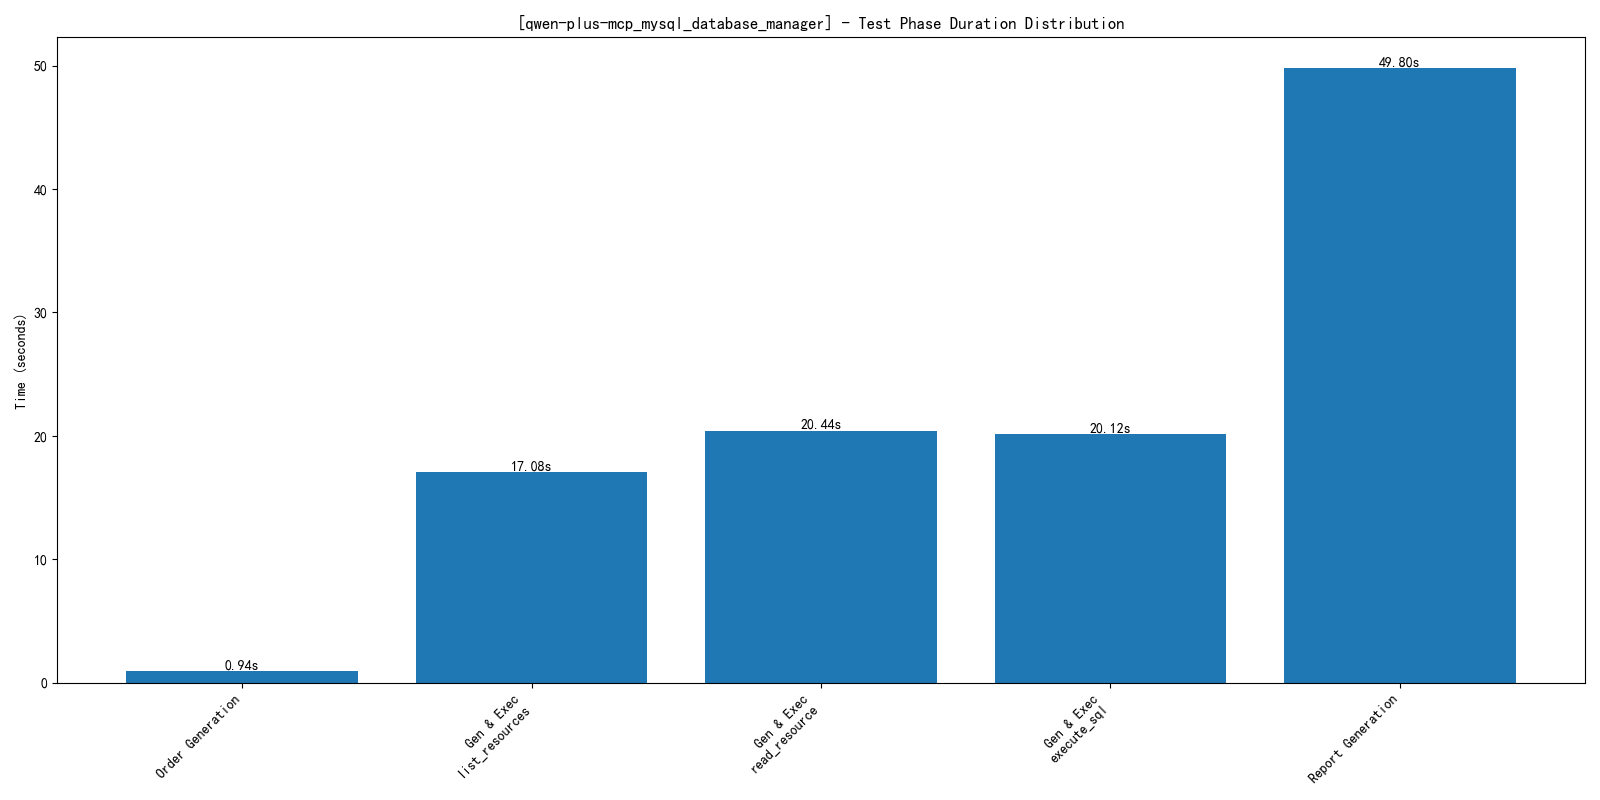 [qwen-plus-mcp_mysql_database_manager] - Test Phase Duration Distribution
Time (seconds)
50
40
30
20
10
0
0.94s
17.08s
20.44s
20.12s
49.80s
Order Generation
Gen & Exec
list_resources
Gen & Exec
read_resource
Gen & Exec
execute_sql
Report Generation